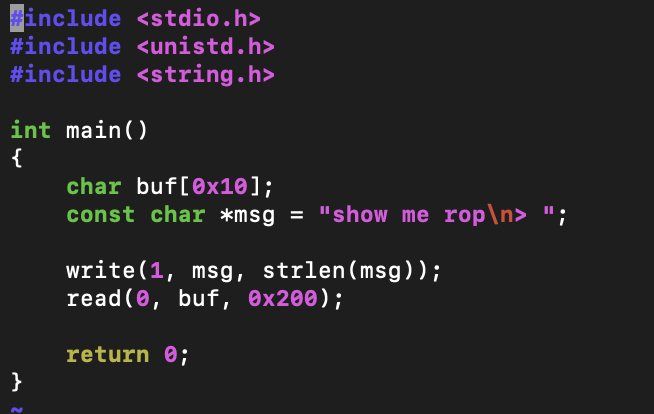 #include <stdio.h>
#include <unistd.h>
#include <string.h>

int main()
{
    char buf[0x10];
    const char *msg = "show me rop\n> ";

    write(1, msg, strlen(msg));
    read(0, buf, 0x200);

    return 0;
}
~